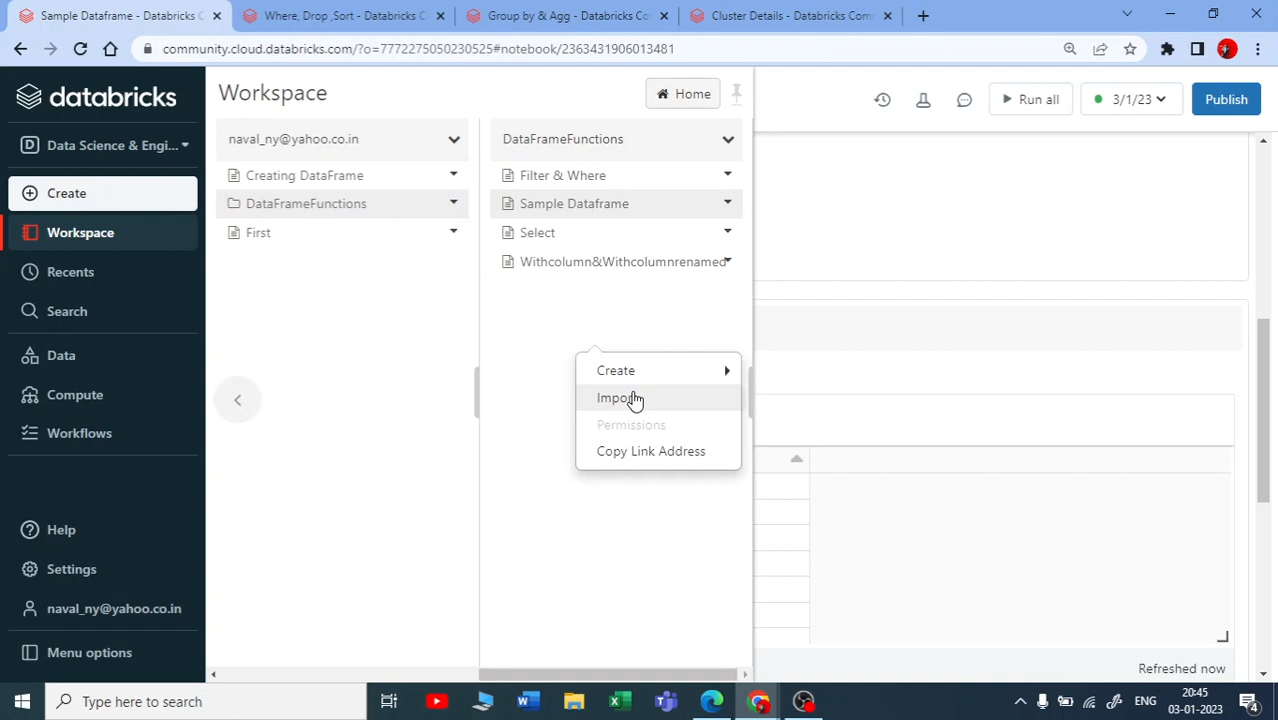 Sample Dataframe - Databricks C
Where, Drop ,Sort - Databricks C
Group by & Agg - Databricks Co
Cluster Details - Databricks Com
community.cloud.databricks.com/?o=7772275050230525#notebook/2363431906013481
databricks
Workspace
Home
Run all
3/1/23
Publish
Data Science & Engi...
naval_ny@yahoo.co.in
DataFrameFunctions
Create
Creating DataFrame
Filter & Where
DataFrameFunctions
Sample Dataframe
Workspace
First
Select
Withcolumn&Withcolumnrenamed
Recents
Search
Data
Create
Compute
Import
Permissions
Workflows
Copy Link Address
Help
Settings
naval_ny@yahoo.co.in
Menu options
Refreshed now
Type here to search
ENG
20:45
03-01-2023
4